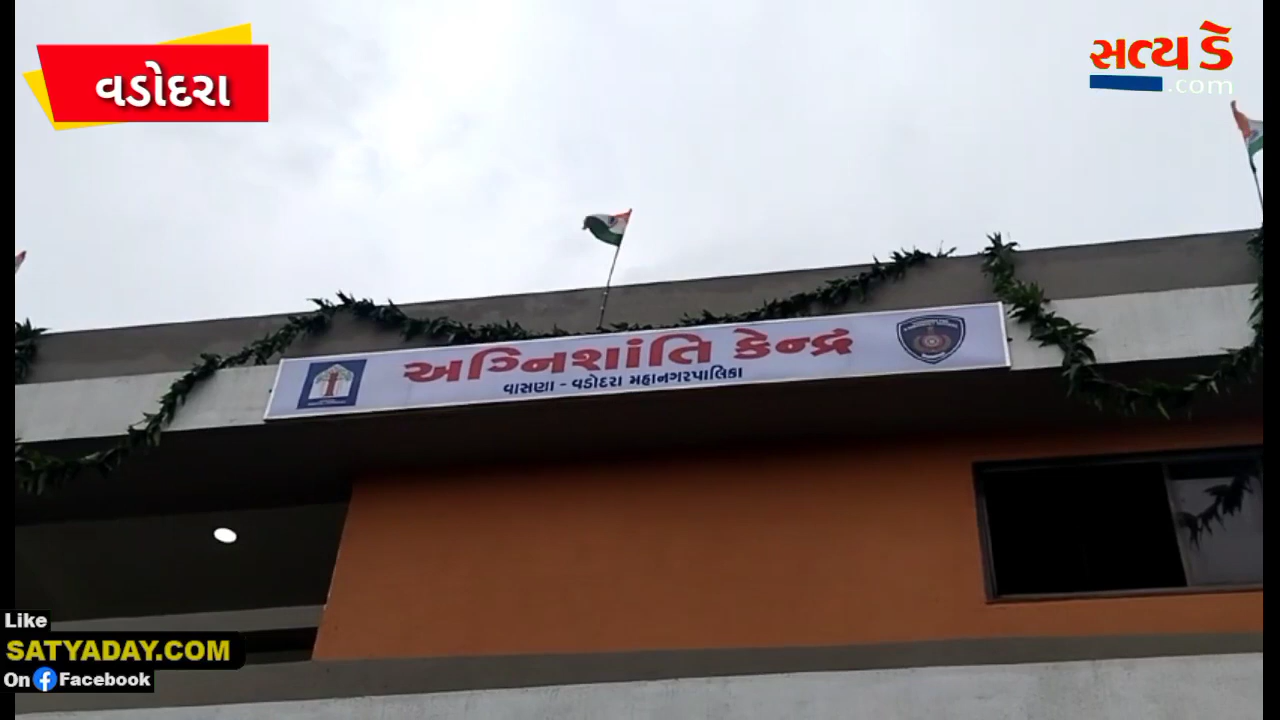 વડોદરા
સત્ય ડે
.com
અગ્નિશાંતિ કેન્દ્ર
વાસણા - વડોદરા મહાનગરપાલિકા
Like
SATYADAY.COM
On Facebook